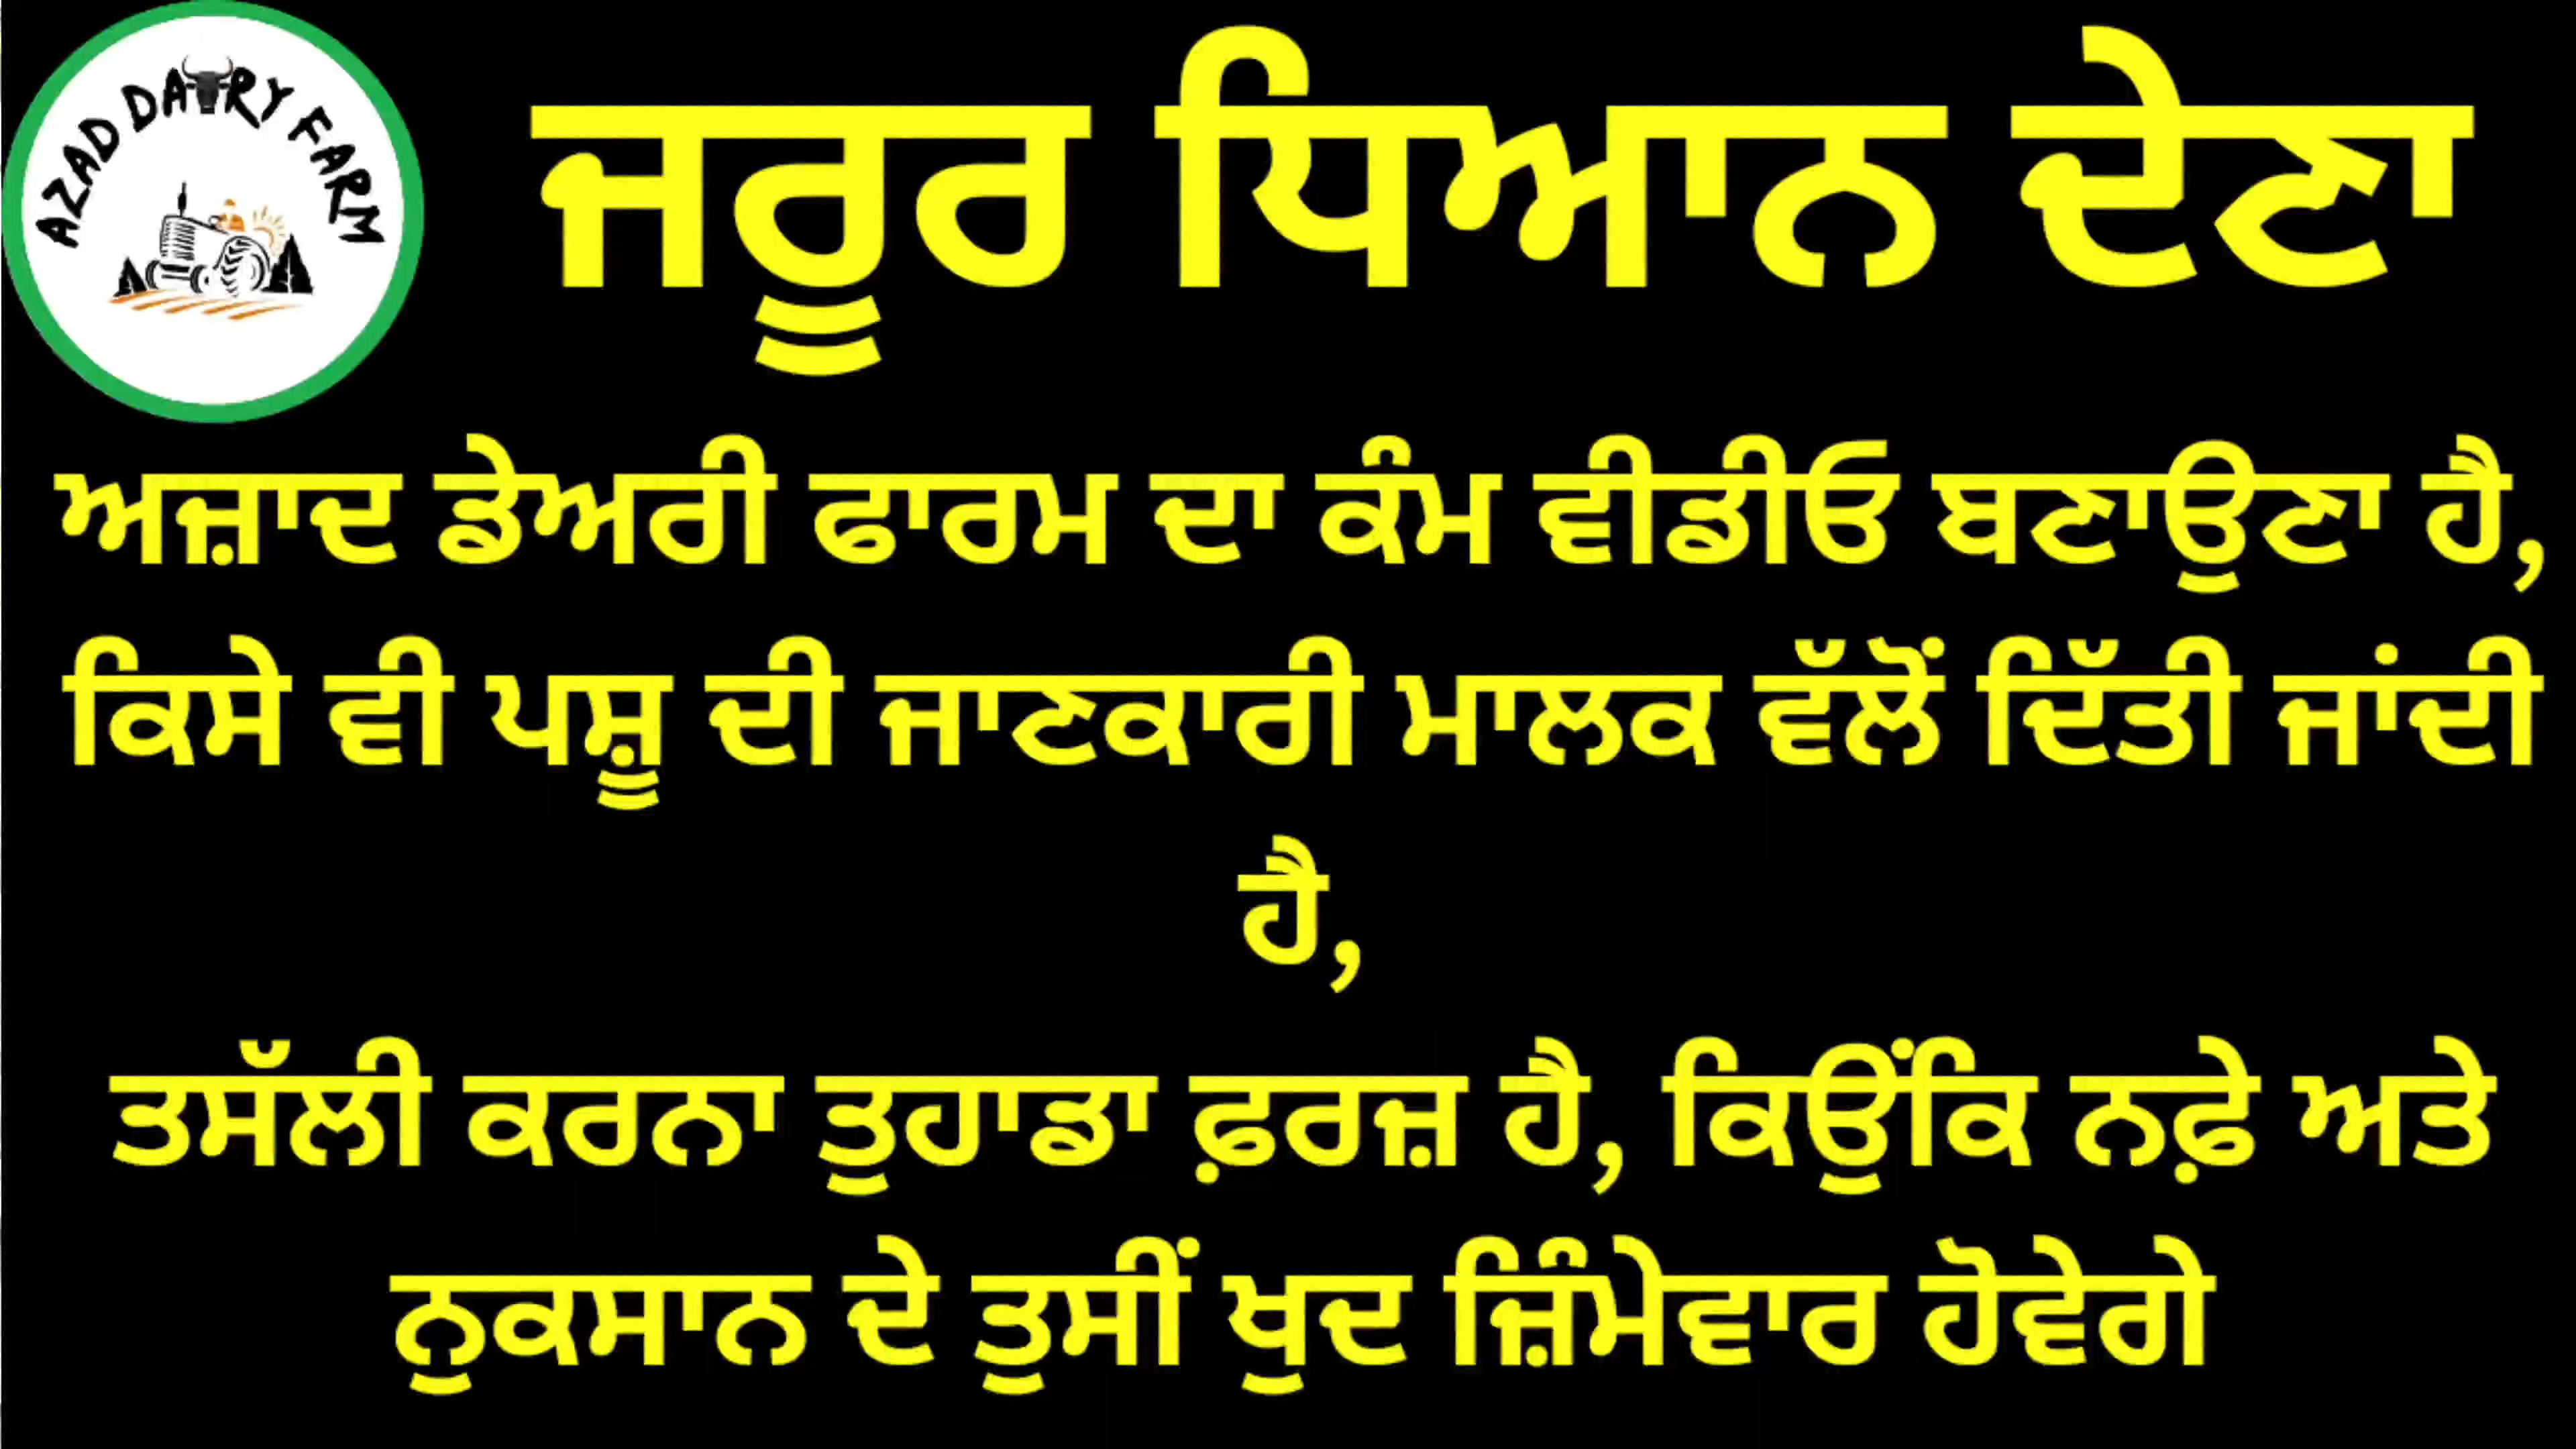 AZAD DAIRY FARM
ਜਰੂਰ ਧਿਆਨ ਦੇਣਾ
ਅਜ਼ਾਦ ਡੇਅਰੀ ਫਾਰਮ ਦਾ ਕੰਮ ਵੀਡੀਓ ਬਣਾਉਣਾ ਹੈ,
ਕਿਸੇ ਵੀ ਪਸ਼ੂ ਦੀ ਜਾਣਕਾਰੀ ਮਾਲਕ ਵੱਲੋਂ ਦਿੱਤੀ ਜਾਂਦੀ
ਹੈ,
ਤਸੱਲੀ ਕਰਨਾ ਤੁਹਾਡਾ ਫ਼ਰਜ਼ ਹੈ, ਕਿਉਂਕਿ ਨਫ਼ੇ ਅਤੇ
ਨੁਕਸਾਨ ਦੇ ਤੁਸੀਂ ਖੁਦ ਜ਼ਿੰਮੇਵਾਰ ਹੋਵੇਗੇ